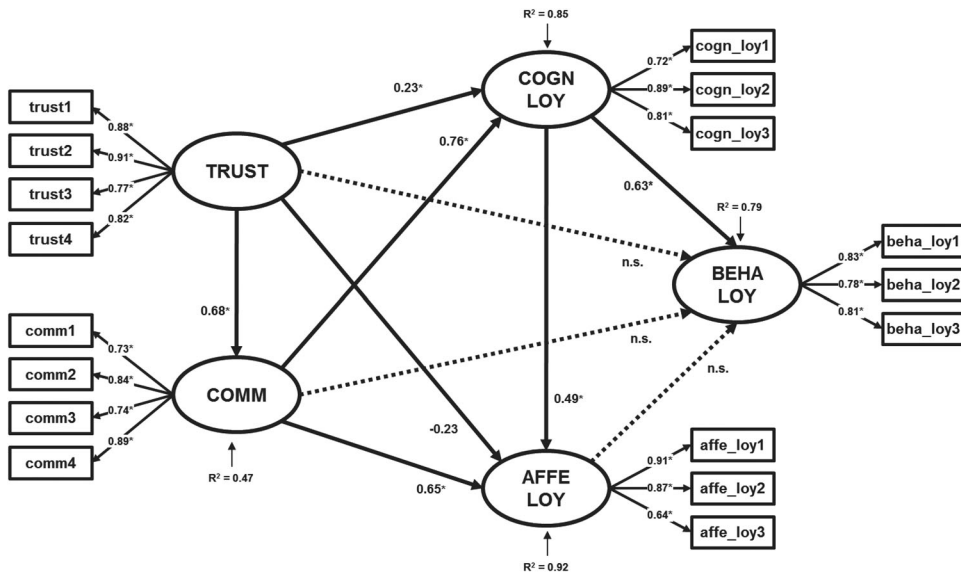 R² = 0.85
COGN
LOY
cogn_loy1
cogn_loy2
cogn_loy3
0.72*
0.89*
0.81*
0.23*
trust1
trust2
trust3
trust4
0.88*
0.91*
0.77*
0.82*
TRUST
0.76*
0.63*
R² = 0.79
BEHA
LOY
beha_loy1
beha_loy2
beha_loy3
0.83*
0.78*
0.81*
n.s.
0.68*
n.s.
n.s.
comm1
comm2
comm3
comm4
0.73*
0.84*
0.74*
0.89*
COMM
R² = 0.47
-0.23
0.49*
0.65*
AFFE
LOY
affe_loy1
affe_loy2
affe_loy3
0.91*
0.87*
0.64*
R² = 0.92